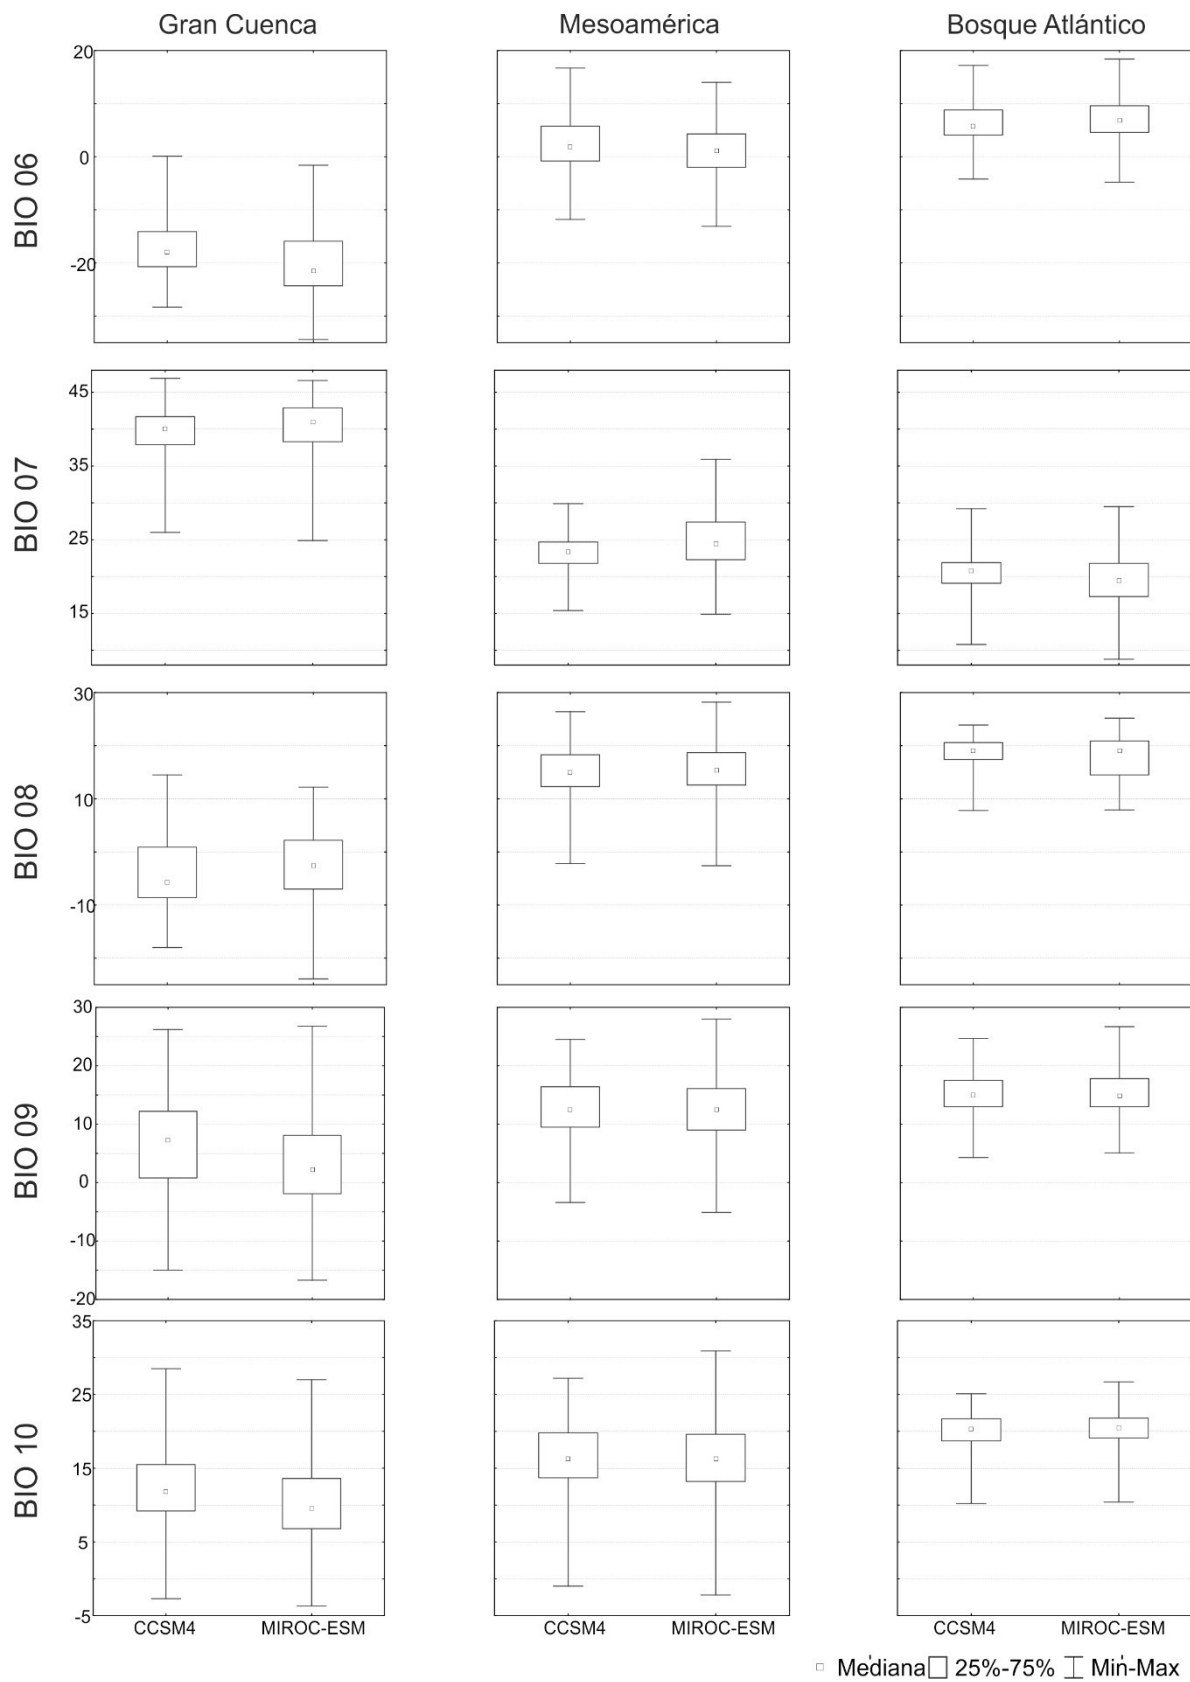 Gran Cuenca Mesoamérica Bosque Atlántico
BIO 06
20
0
-20
BIO 07
45
35
25
15
BIO 08
30
10
-10
BIO 09
30
20
10
0
-10
-20
BIO 10
35
25
15
5
-5
CCSM4 MIROC-ESM CCSM4 MIROC-ESM CCSM4 MIROC-ESM
Mediana 25%-75% Min-Max